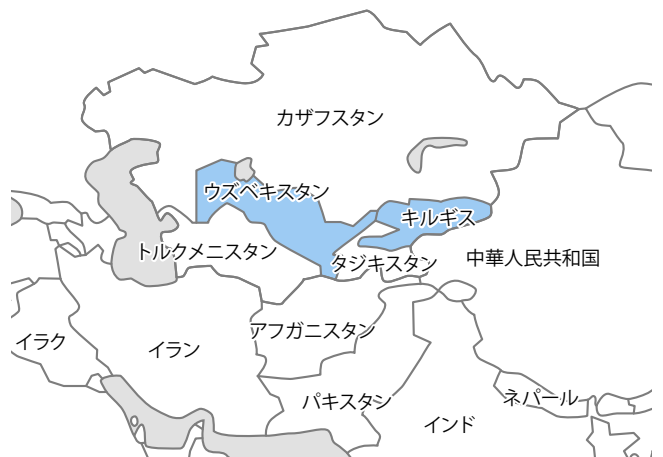 カザフスタン
ウズベキスタン
キルギス
トルクメニスタン
タジキスタン
中華人民共和国
アフガニスタン
イラク
イラン
パキスタン
ネパール
インド